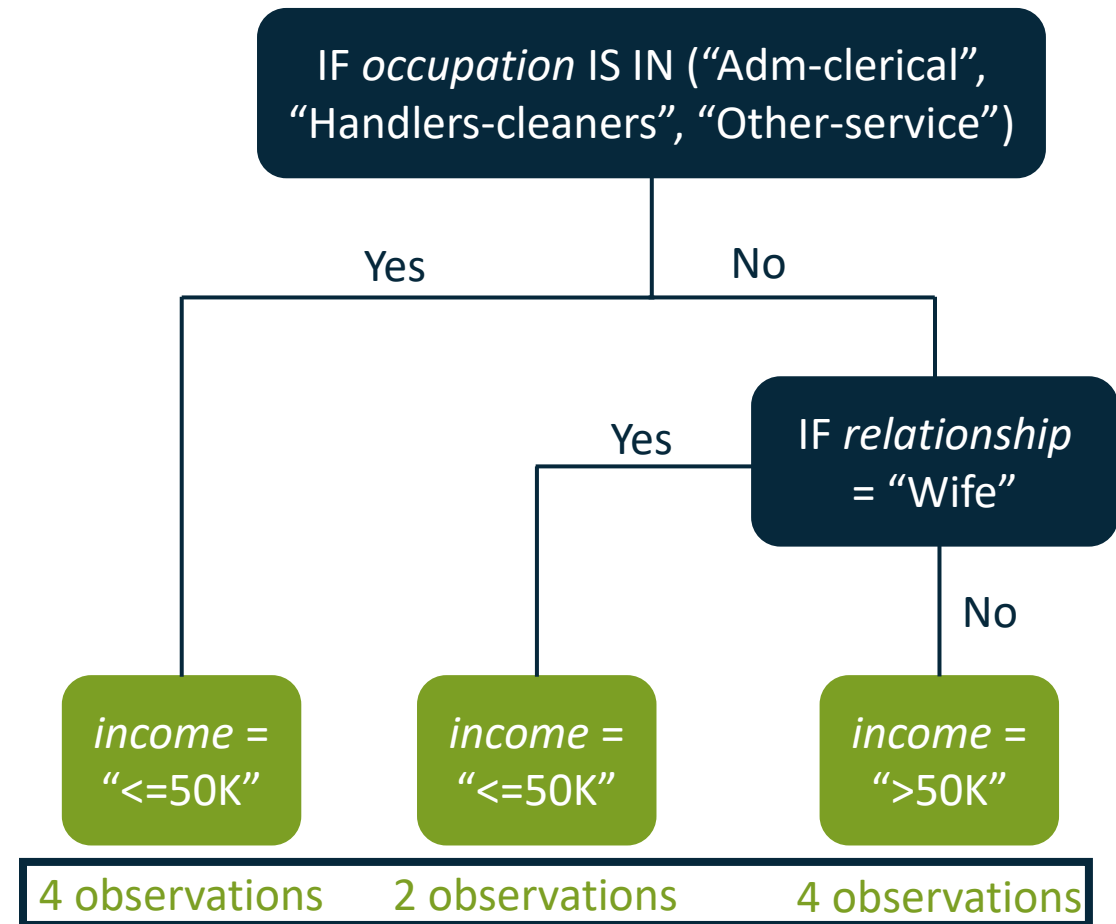 IF occupation IS IN (“Adm-clerical”,
“Handlers-cleaners”, “Other-service”)
Yes
No
IF relationship
= “Wife”
Yes
No
income =
“<=50K”
income =
“<=50K”
income =
“>50K”
4 observations
2 observations
4 observations